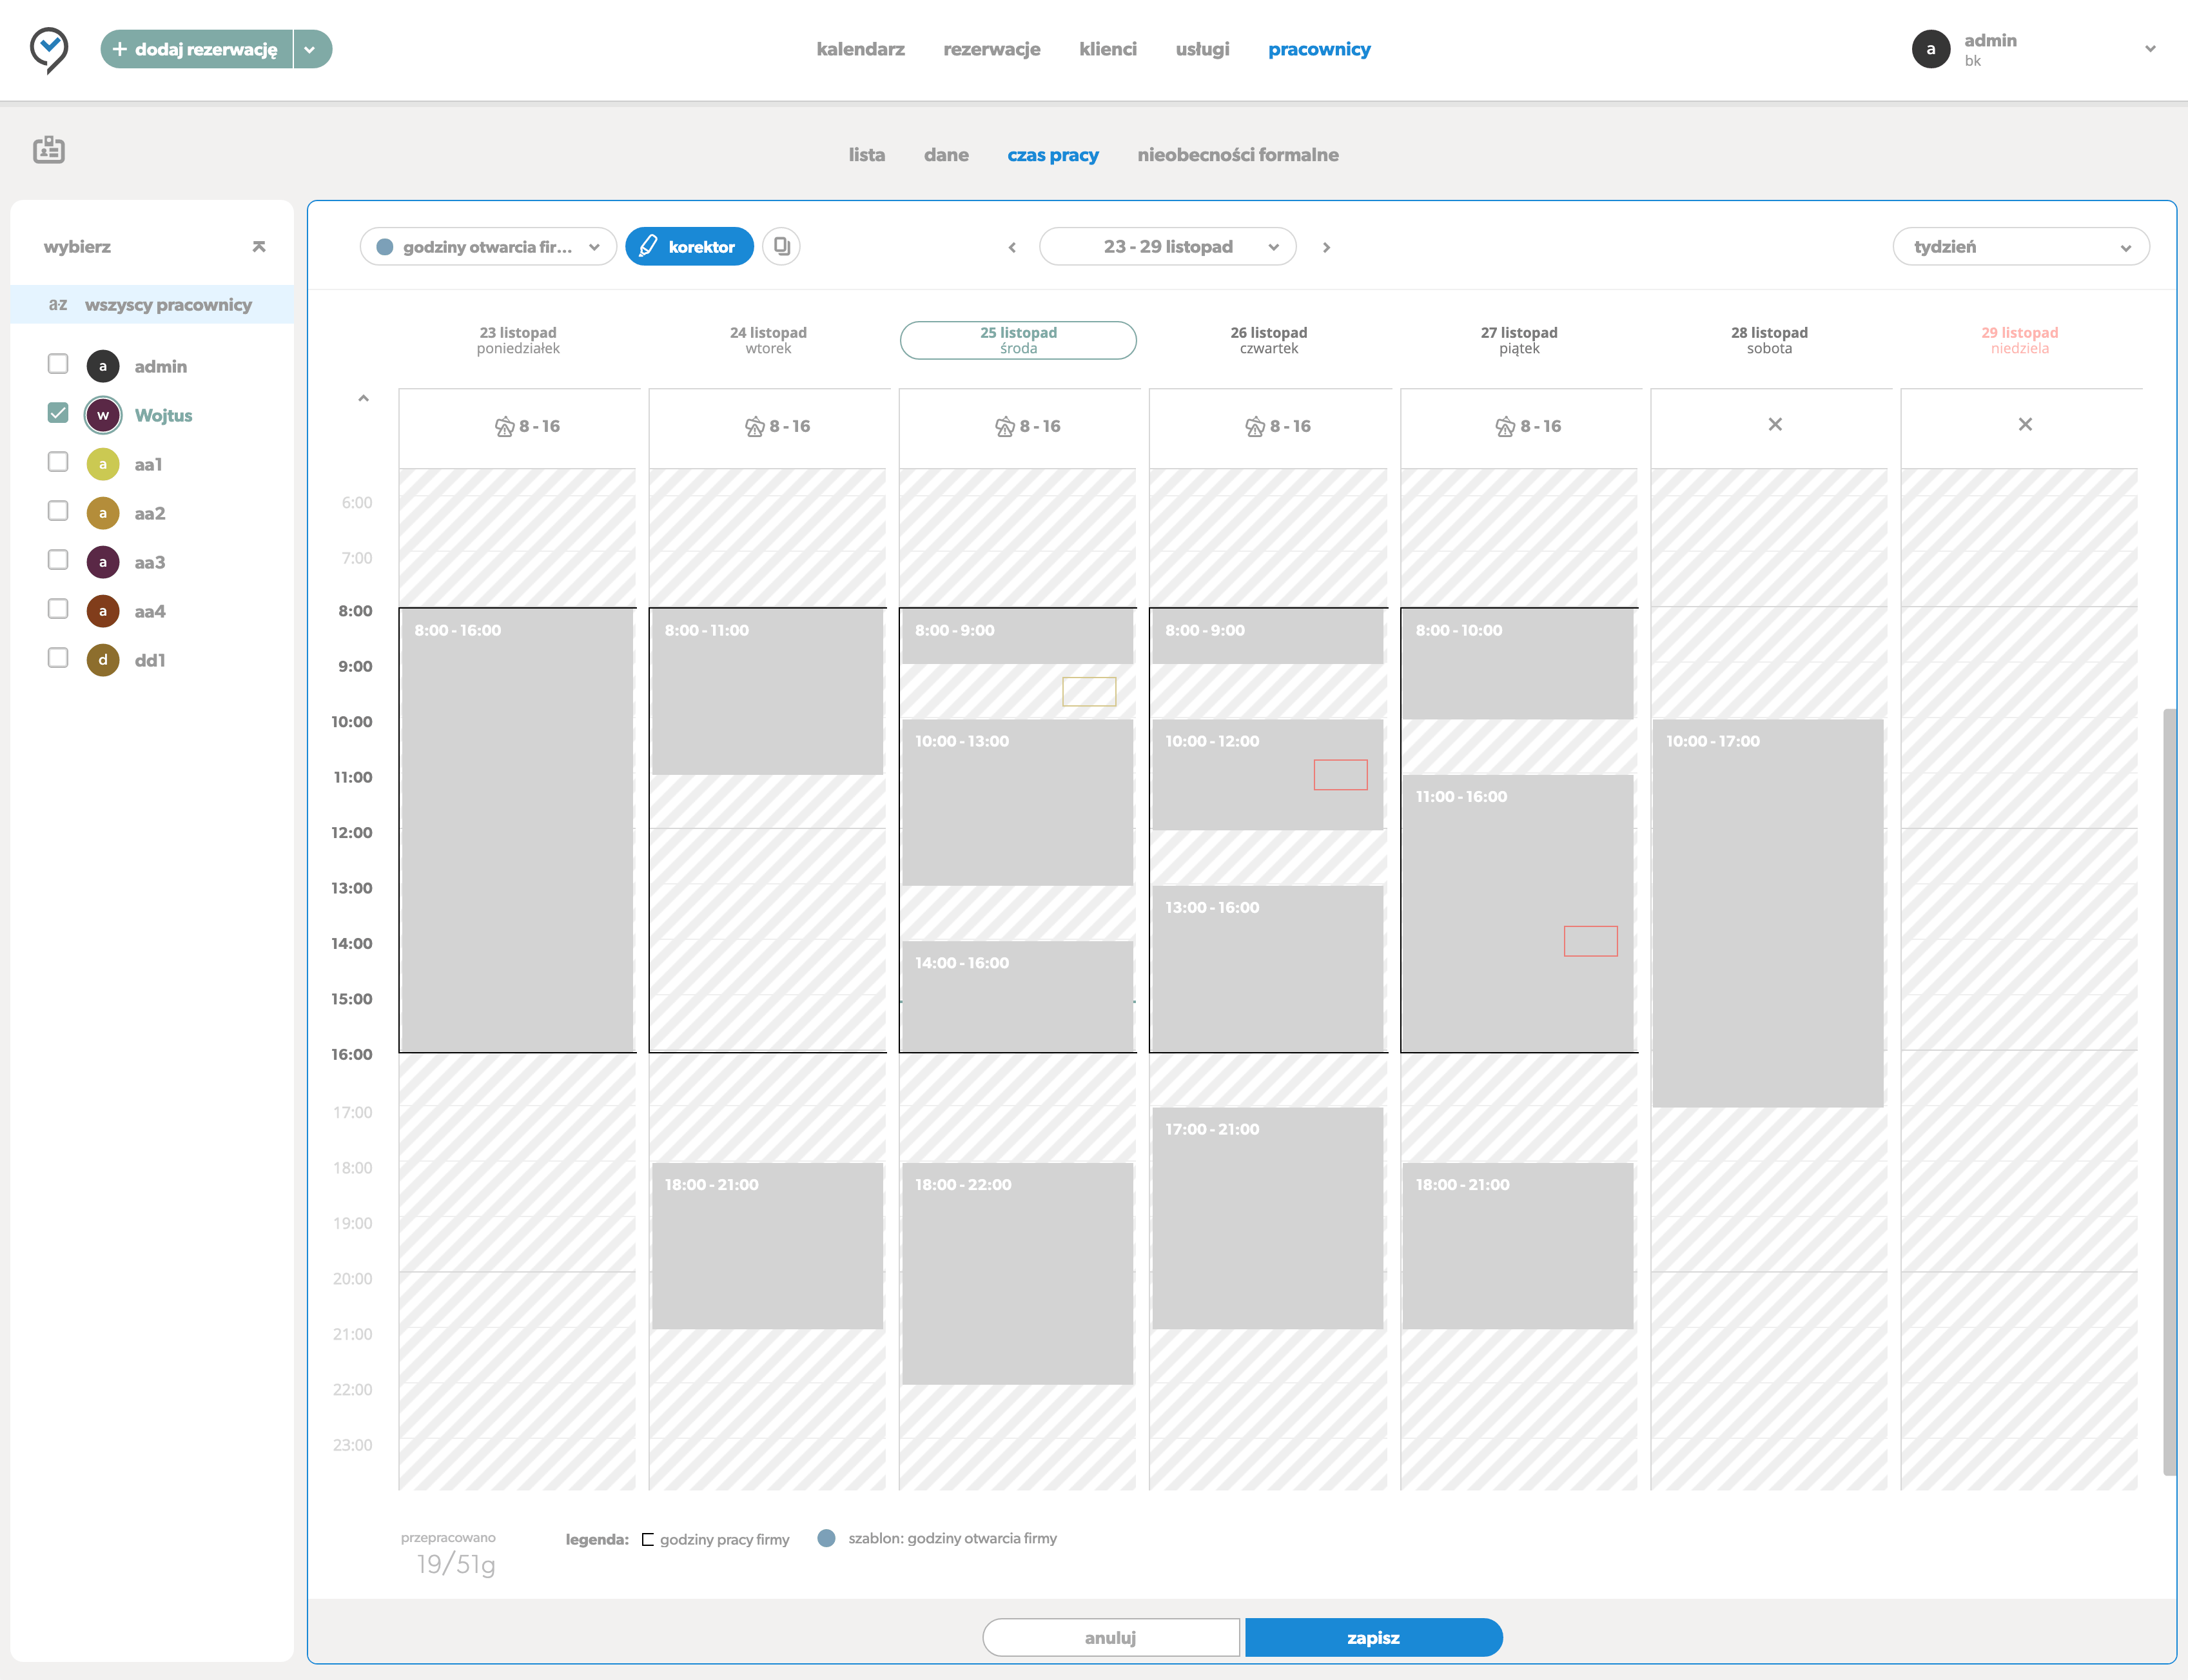 + dodaj rezerwację
kalendarz rezerwacje klienci usługi pracownicy
a admin
bk
lista dane czas pracy nieobecności formalne
wybierz
godziny otwarcia fir... korektor
23 - 29 listopad
tydzień
a-z wszyscy pracownicy
a admin
w Wojtus
a aa1
a aa2
a aa3
a aa4
d dd1
23 listopad
poniedziałek
24 listopad
wtorek
25 listopad
środa
26 listopad
czwartek
27 listopad
piątek
28 listopad
sobota
29 listopad
niedziela
8 - 16
8 - 16
8 - 16
8 - 16
8 - 16
6:00
7:00
8:00
9:00
10:00
11:00
12:00
13:00
14:00
15:00
16:00
17:00
18:00
19:00
20:00
21:00
22:00
23:00
8:00 - 16:00
8:00 - 11:00
18:00 - 21:00
8:00 - 9:00
10:00 - 13:00
14:00 - 16:00
18:00 - 22:00
8:00 - 9:00
10:00 - 12:00
13:00 - 16:00
17:00 - 21:00
8:00 - 10:00
11:00 - 16:00
18:00 - 21:00
10:00 - 17:00
przepracowano
19/51g
legenda: godziny pracy firmy szablon: godziny otwarcia firmy
anuluj
zapisz